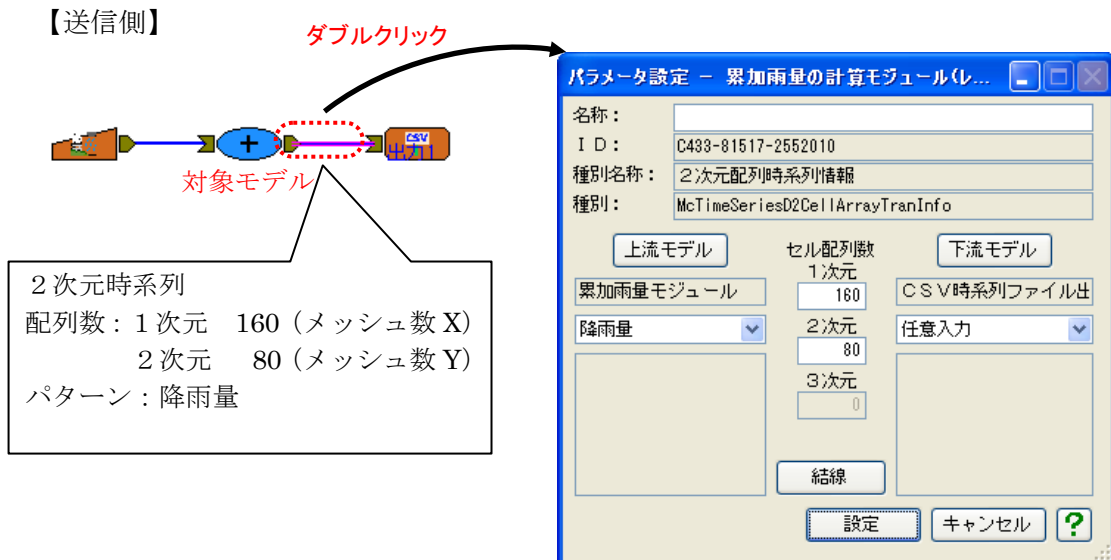 【送信側】
ダブルクリック
+
CSV
出力1
対象モデル
2次元時系列
配列数:1次元 160(メッシュ数 X)
2次元 80(メッシュ数 Y)
パターン:降雨量
パラメータ設定 - 累加雨量の計算モジュール(レ...
名称:
ID: C433-81517-2552010
種別名称: 2次元配列時系列情報
種別: McTimeSeriesD2CellArrayTranInfo
上流モデル セル配列数 下流モデル
1次元
累加雨量モジュール 160 CSV時系列ファイル出
降雨量 2次元 任意入力
80
3次元
0
結線
設定 キャンセル ?